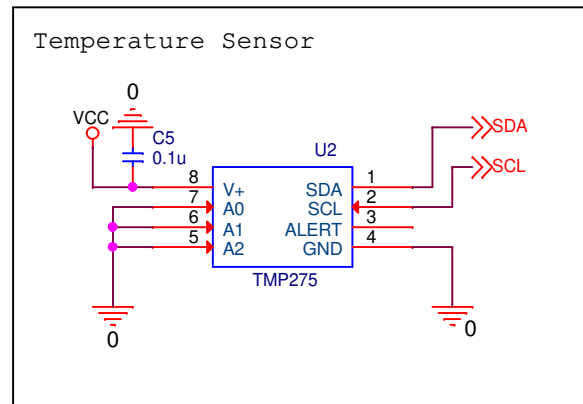 Temperature Sensor
0
VCC
C5
0.1u
U2
SDA
SCL
8 V+ SDA 1
7 A0 SCL 2
6 A1 ALERT 3
5 A2 GND 4
TMP275
0
0